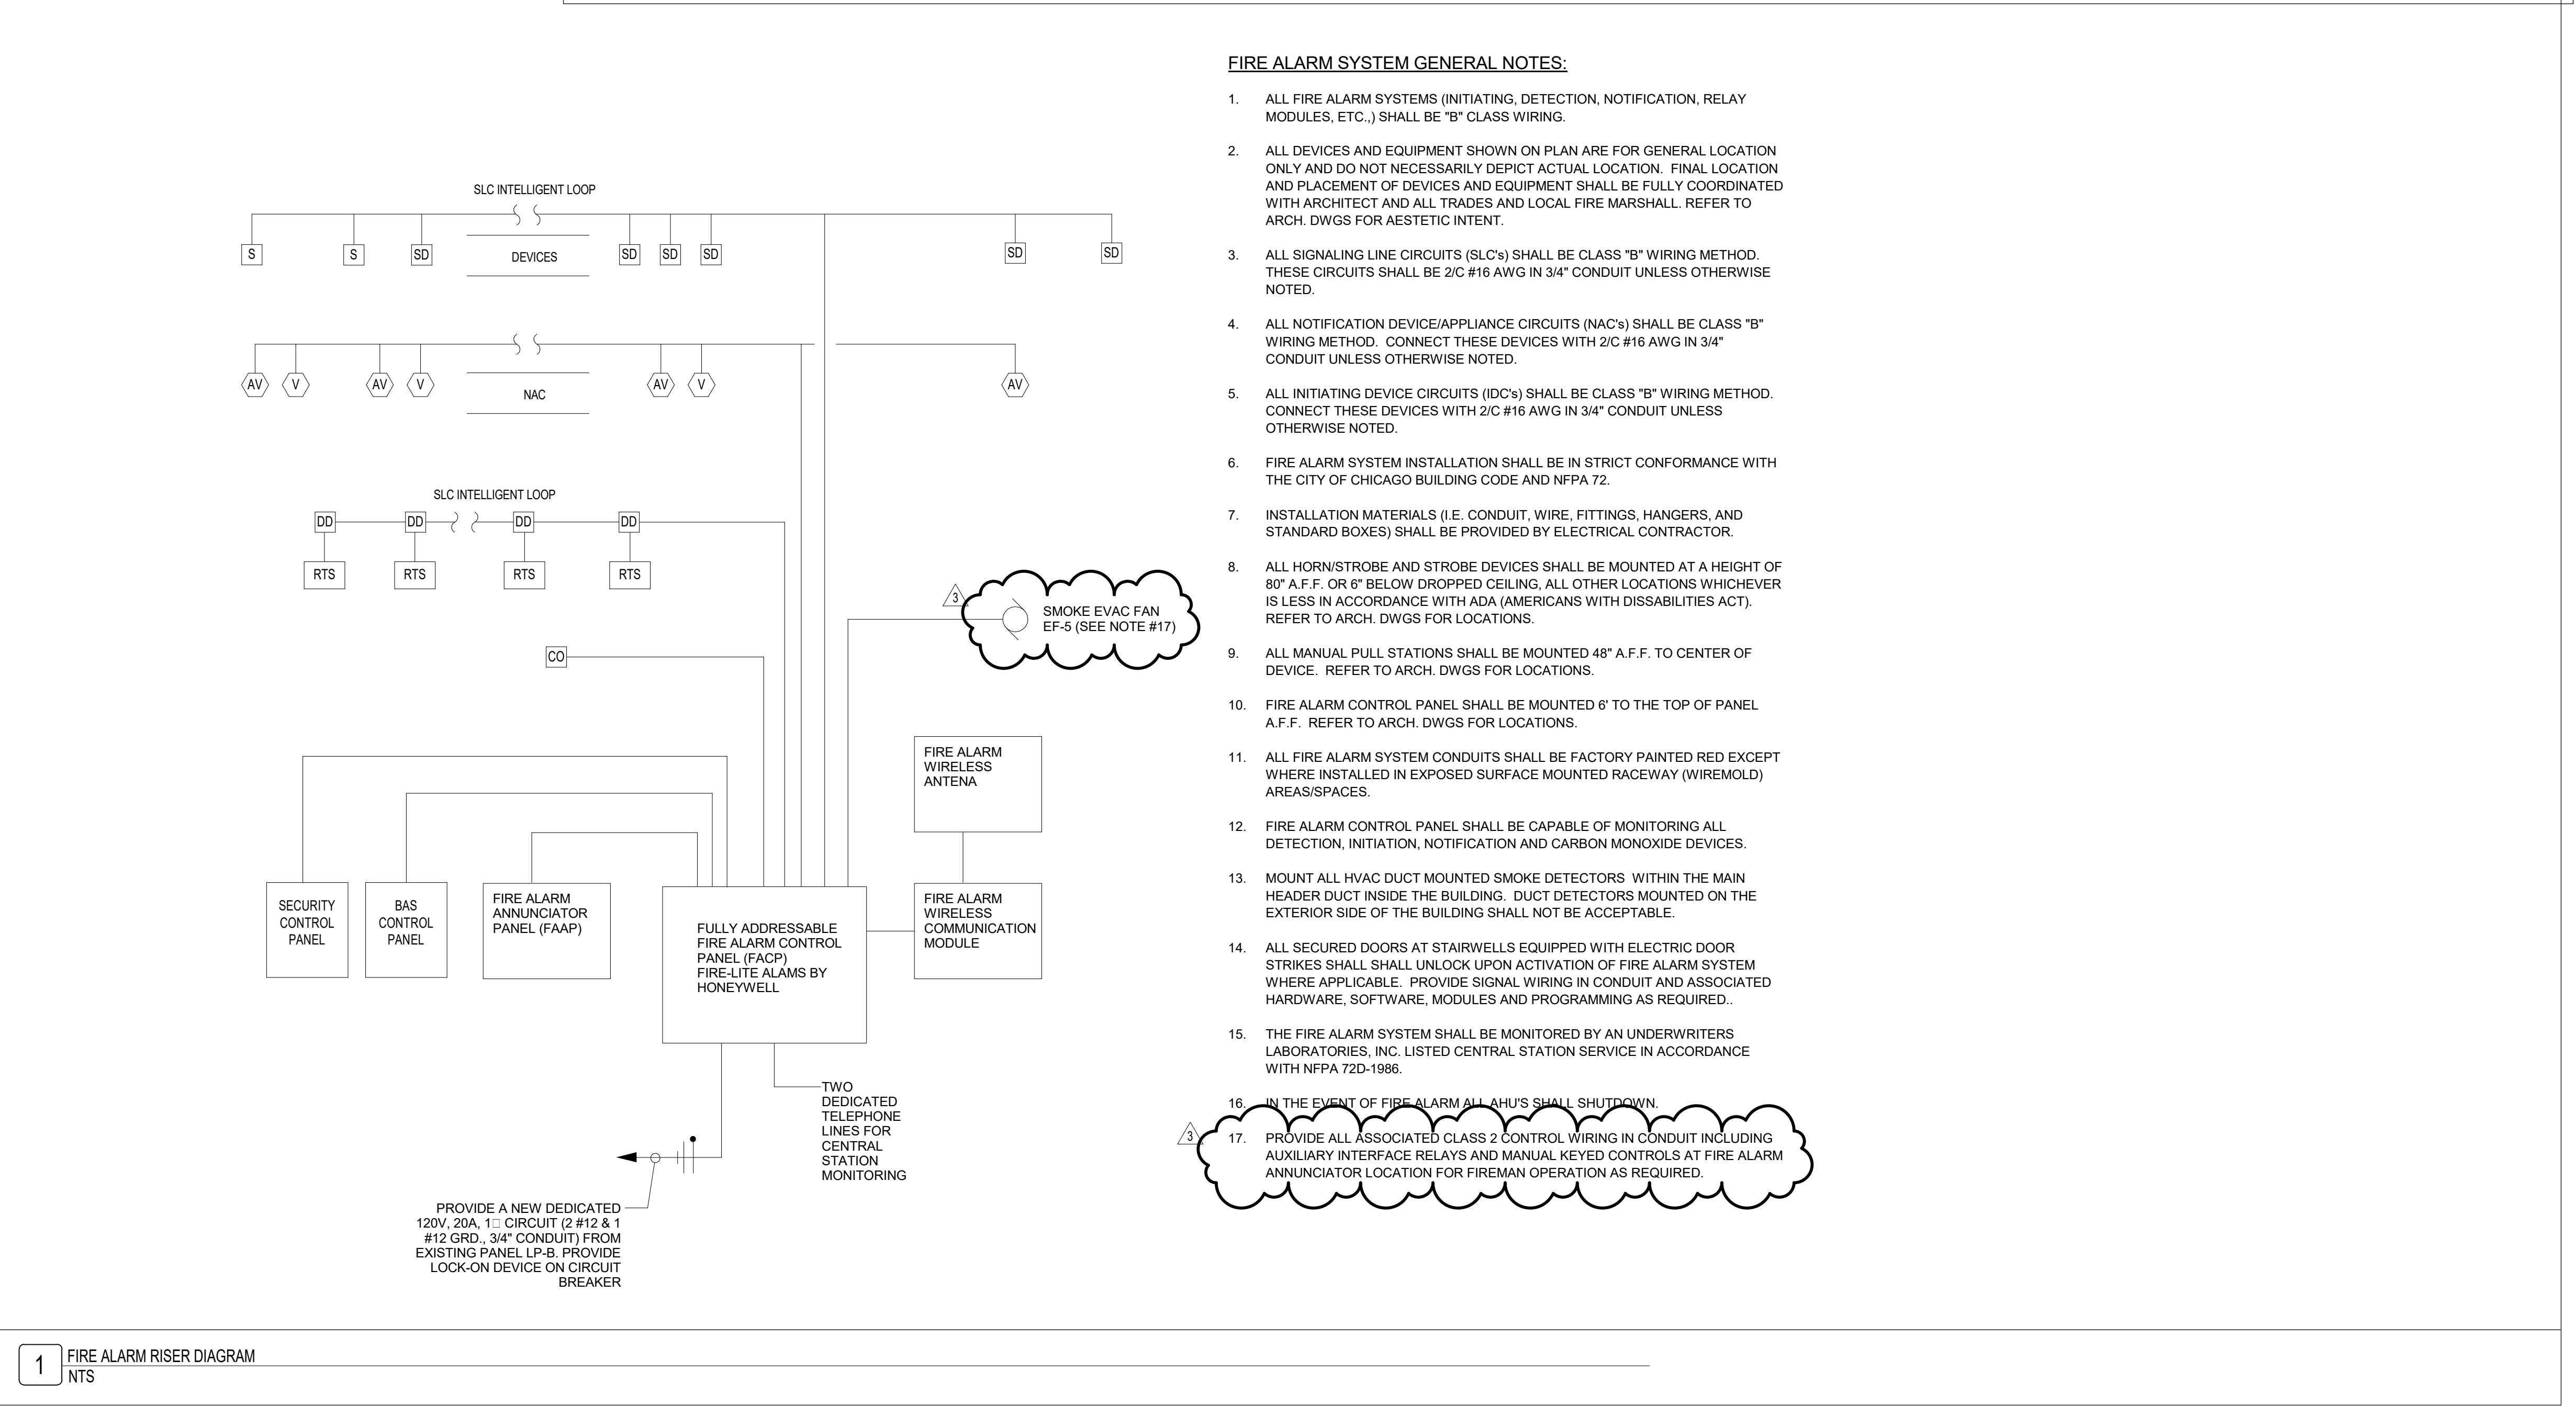 SLC INTELLIGENT LOOP
S
S
SD
DEVICES
SD
SD
SD
SD
SD
AV
V
AV
V
NAC
AV
V
AV
SLC INTELLIGENT LOOP
DD
DD
DD
DD
RTS
RTS
RTS
RTS
3
SMOKE EVAC FAN
EF-5 (SEE NOTE #17)
CO
FIRE ALARM
WIRELESS
ANTENA
SECURITY
CONTROL
PANEL
BAS
CONTROL
PANEL
FIRE ALARM
ANNUNCIATOR
PANEL (FAAP)
FULLY ADDRESSABLE
FIRE ALARM CONTROL
PANEL (FACP)
FIRE-LITE ALAMS BY
HONEYWELL
FIRE ALARM
WIRELESS
COMMUNICATION
MODULE
TWO
DEDICATED
TELEPHONE
LINES FOR
CENTRAL
STATION
MONITORING
PROVIDE A NEW DEDICATED
120V, 20A, 1□ CIRCUIT (2 #12 & 1
#12 GRD., 3/4" CONDUIT) FROM
EXISTING PANEL LP-B. PROVIDE
LOCK-ON DEVICE ON CIRCUIT
BREAKER
FIRE ALARM SYSTEM GENERAL NOTES:
1. ALL FIRE ALARM SYSTEMS (INITIATING, DETECTION, NOTIFICATION, RELAY
MODULES, ETC.,) SHALL BE "B" CLASS WIRING.
2. ALL DEVICES AND EQUIPMENT SHOWN ON PLAN ARE FOR GENERAL LOCATION
ONLY AND DO NOT NECESSARILY DEPICT ACTUAL LOCATION. FINAL LOCATION
AND PLACEMENT OF DEVICES AND EQUIPMENT SHALL BE FULLY COORDINATED
WITH ARCHITECT AND ALL TRADES AND LOCAL FIRE MARSHALL. REFER TO
ARCH. DWGS FOR AESTETIC INTENT.
3. ALL SIGNALING LINE CIRCUITS (SLC's) SHALL BE CLASS "B" WIRING METHOD.
THESE CIRCUITS SHALL BE 2/C #16 AWG IN 3/4" CONDUIT UNLESS OTHERWISE
NOTED.
4. ALL NOTIFICATION DEVICE/APPLIANCE CIRCUITS (NAC's) SHALL BE CLASS "B"
WIRING METHOD. CONNECT THESE DEVICES WITH 2/C #16 AWG IN 3/4"
CONDUIT UNLESS OTHERWISE NOTED.
5. ALL INITIATING DEVICE CIRCUITS (IDC's) SHALL BE CLASS "B" WIRING METHOD.
CONNECT THESE DEVICES WITH 2/C #16 AWG IN 3/4" CONDUIT UNLESS
OTHERWISE NOTED.
6. FIRE ALARM SYSTEM INSTALLATION SHALL BE IN STRICT CONFORMANCE WITH
THE CITY OF CHICAGO BUILDING CODE AND NFPA 72.
7. INSTALLATION MATERIALS (I.E. CONDUIT, WIRE, FITTINGS, HANGERS, AND
STANDARD BOXES) SHALL BE PROVIDED BY ELECTRICAL CONTRACTOR.
8. ALL HORN/STROBE AND STROBE DEVICES SHALL BE MOUNTED AT A HEIGHT OF
80" A.F.F. OR 6" BELOW DROPPED CEILING, ALL OTHER LOCATIONS WHICHEVER
IS LESS IN ACCORDANCE WITH ADA (AMERICANS WITH DISSABILITIES ACT).
REFER TO ARCH. DWGS FOR LOCATIONS.
9. ALL MANUAL PULL STATIONS SHALL BE MOUNTED 48" A.F.F. TO CENTER OF
DEVICE. REFER TO ARCH. DWGS FOR LOCATIONS.
10. FIRE ALARM CONTROL PANEL SHALL BE MOUNTED 6' TO THE TOP OF PANEL
A.F.F. REFER TO ARCH. DWGS FOR LOCATIONS.
11. ALL FIRE ALARM SYSTEM CONDUITS SHALL BE FACTORY PAINTED RED EXCEPT
WHERE INSTALLED IN EXPOSED SURFACE MOUNTED RACEWAY (WIREMOLD)
AREAS/SPACES.
12. FIRE ALARM CONTROL PANEL SHALL BE CAPABLE OF MONITORING ALL
DETECTION, INITIATION, NOTIFICATION AND CARBON MONOXIDE DEVICES.
13. MOUNT ALL HVAC DUCT MOUNTED SMOKE DETECTORS WITHIN THE MAIN
HEADER DUCT INSIDE THE BUILDING. DUCT DETECTORS MOUNTED ON THE
EXTERIOR SIDE OF THE BUILDING SHALL NOT BE ACCEPTABLE.
14. ALL SECURED DOORS AT STAIRWELLS EQUIPPED WITH ELECTRIC DOOR
STRIKES SHALL SHALL UNLOCK UPON ACTIVATION OF FIRE ALARM SYSTEM
WHERE APPLICABLE. PROVIDE SIGNAL WIRING IN CONDUIT AND ASSOCIATED
HARDWARE, SOFTWARE, MODULES AND PROGRAMMING AS REQUIRED..
15. THE FIRE ALARM SYSTEM SHALL BE MONITORED BY AN UNDERWRITERS
LABORATORIES, INC. LISTED CENTRAL STATION SERVICE IN ACCORDANCE
WITH NFPA 72D-1986.
16. IN THE EVENT OF FIRE ALARM ALL AHU'S SHALL SHUTDOWN.
3
17. PROVIDE ALL ASSOCIATED CLASS 2 CONTROL WIRING IN CONDUIT INCLUDING
AUXILIARY INTERFACE RELAYS AND MANUAL KEYED CONTROLS AT FIRE ALARM
ANNUNCIATOR LOCATION FOR FIREMAN OPERATION AS REQUIRED.
1
FIRE ALARM RISER DIAGRAM
NTS